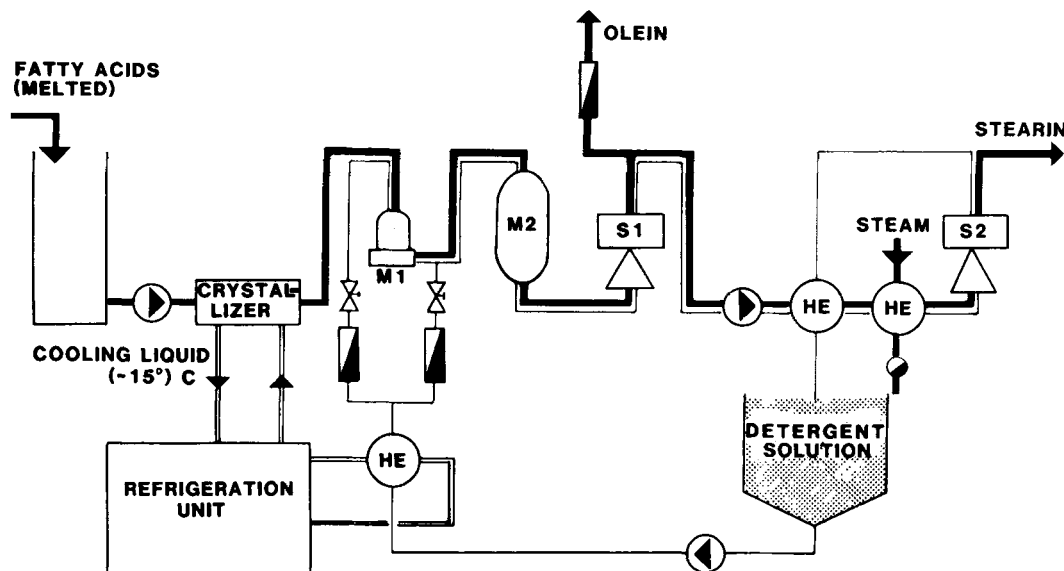 OLEIN
FATTY ACIDS
(MELTED)
STEARIN
M2
S1
STEAM
S2
M1
CRYSTAL-
LIZER
HE
HE
COOLING LIQUID
(~15°) C
DETERGENT
SOLUTION
HE
REFRIGERATION
UNIT